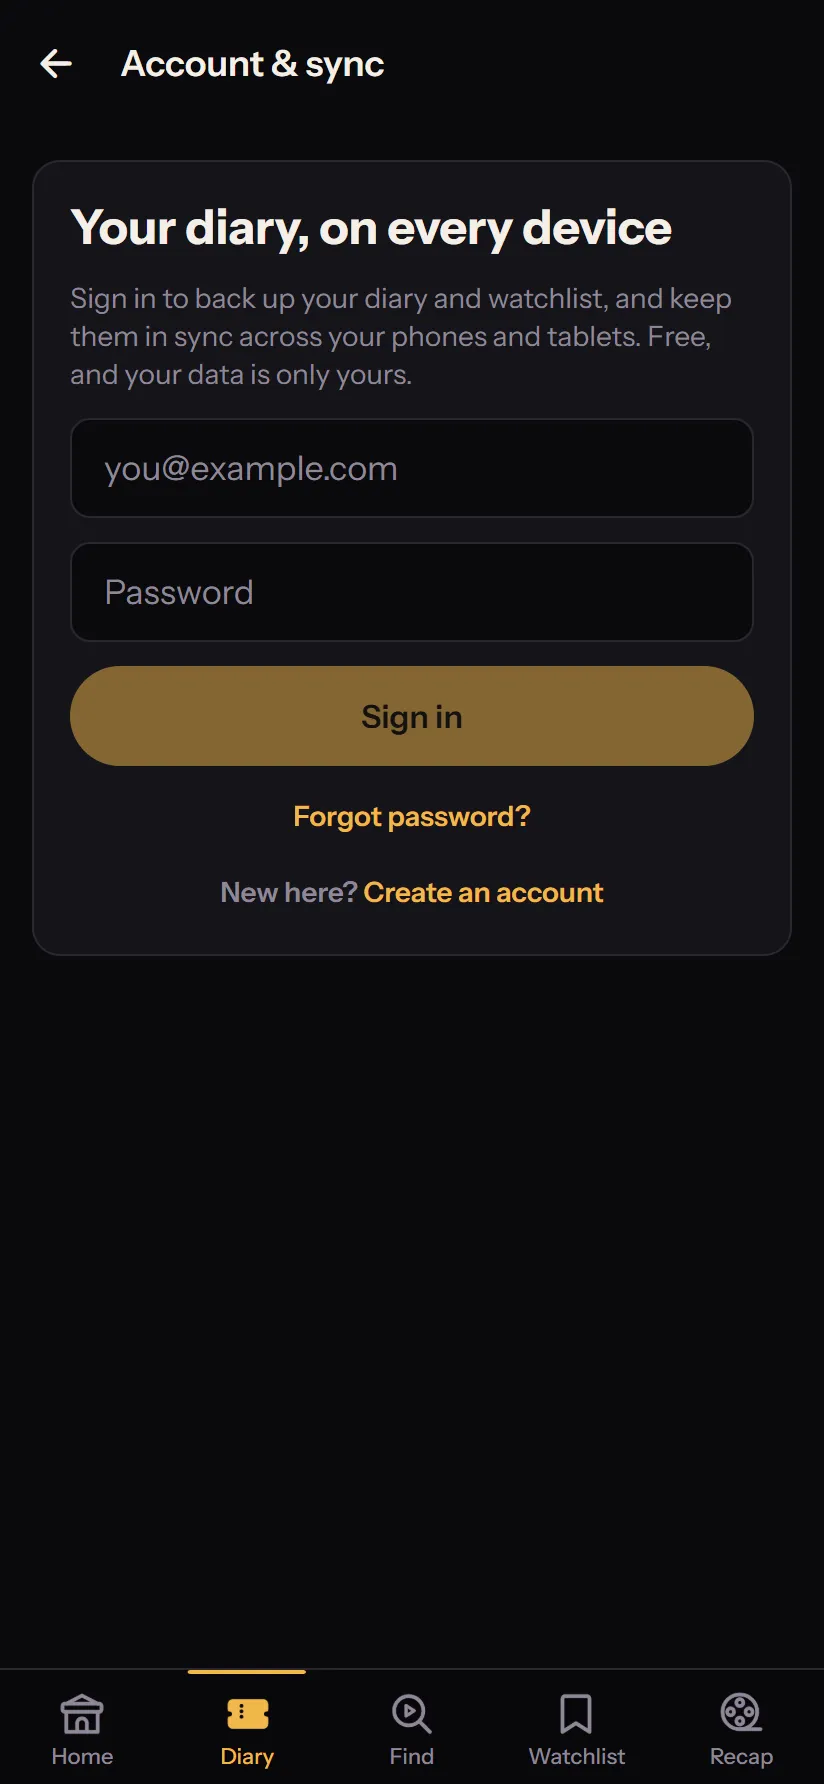 Account & sync
Your diary, on every device
Sign in to back up your diary and watchlist, and keep
them in sync across your phones and tablets. Free,
and your data is only yours.
you@example.com
Password
Sign in
Forgot password?
New here? Create an account
Home
Diary
Find
Watchlist
Recap